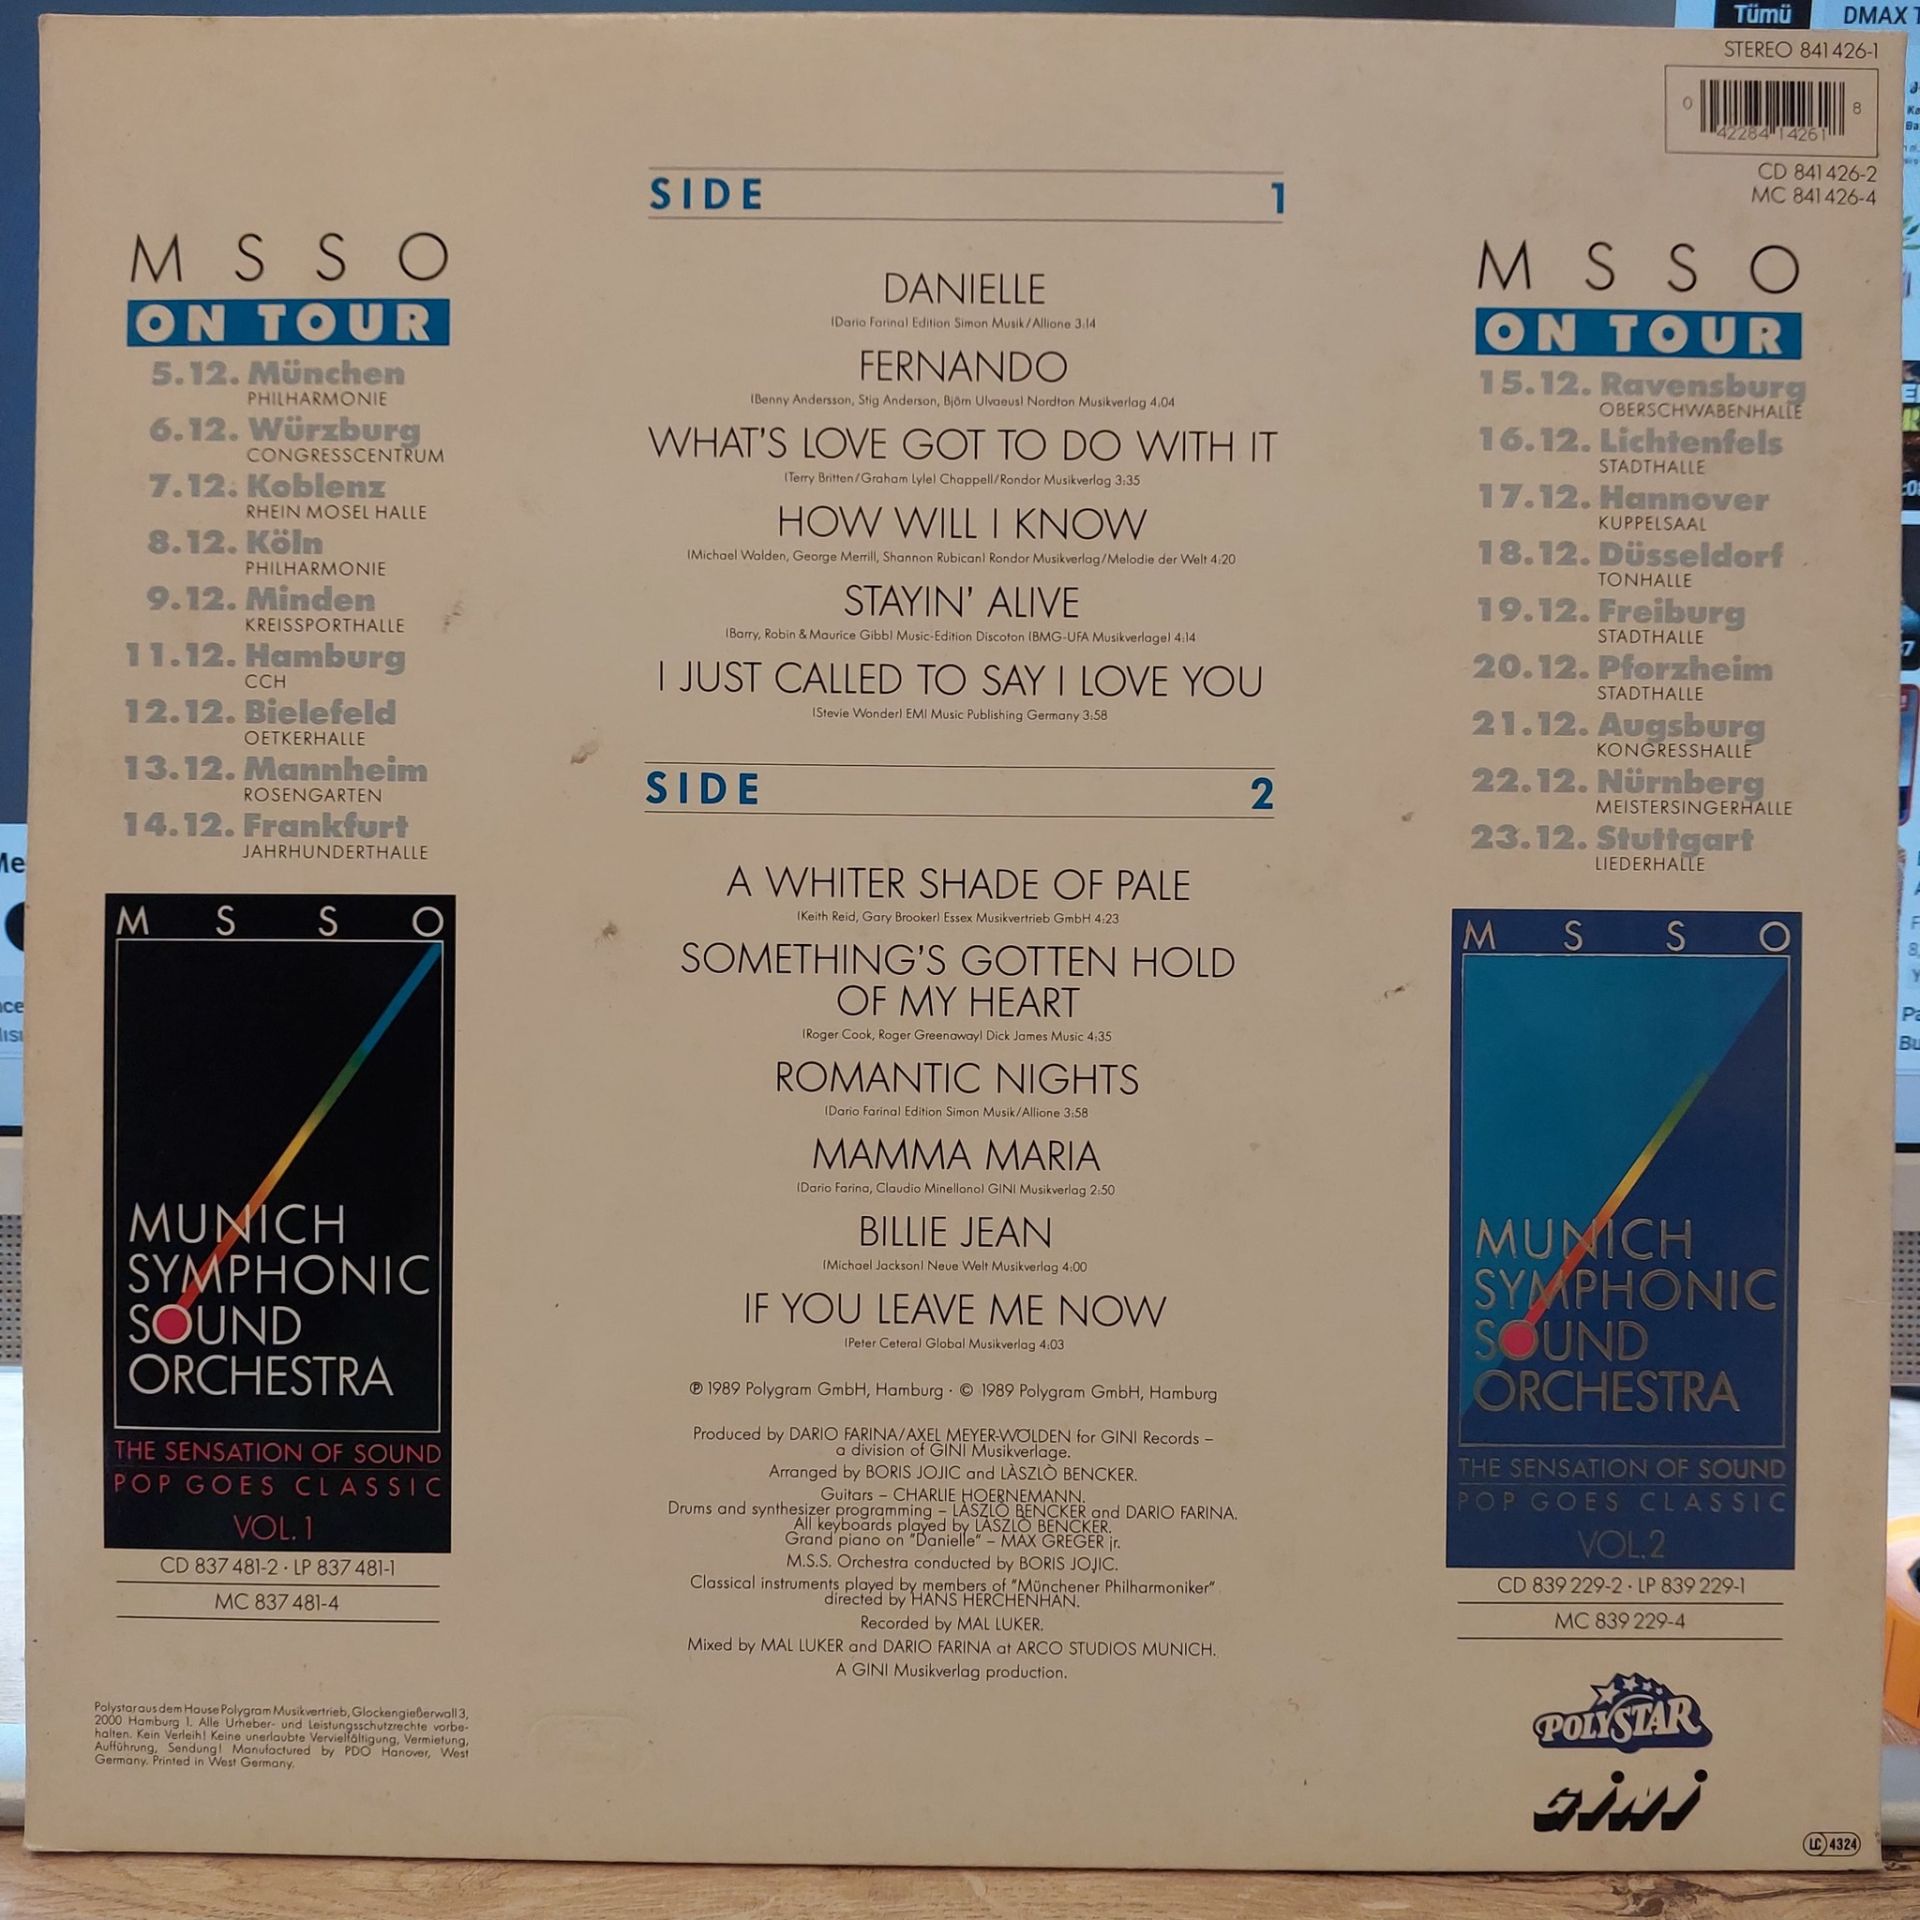 Tümü
DMAX T
STEREO 841 426-1
0 42284 14261 8
CD 841 426-2
MC 841 426-4
MSSO
ON TOUR
5.12. München
PHILHARMONIE
6.12. Würzburg
CONGRESSCENTRUM
7.12. Koblenz
RHEIN MOSEL HALLE
8.12. Köln
PHILHARMONIE
9.12. Minden
KREISSPORTHALLE
11.12. Hamburg
CCH
12.12. Bielefeld
OETKERHALLE
13.12. Mannheim
ROSENGARTEN
14.12. Frankfurt
JAHRHUNDERTHALLE
M S S O
MUNICH
SYMPHONIC
SOUND
ORCHESTRA
THE SENSATION OF SOUND
POP GOES CLASSIC
VOL. 1
CD 837 481-2 · LP 837 481-1
MC 837 481-4
Polystar aus dem Hause Polygram Musikvertrieb, Glockengießerwall 3,
2000 Hamburg 1. Alle Urheber- und Leistungsschutzrechte vorbe-
halten. Kein Verleih! Keine unerlaubte Vervielfältigung, Vermietung,
Aufführung, Sendung! Manufactured by PDO Hanover, West
Germany. Printed in West Germany.
SIDE 1
DANIELLE
(Dario Farina) Edition Simon Musik/Allione 3:14
FERNANDO
(Benny Andersson, Stig Anderson, Björn Ulvaeus) Nordton Musikverlag 4.04
WHAT'S LOVE GOT TO DO WITH IT
(Terry Britten/Graham Lyle) Chappell/Rondor Musikverlag 3:35
HOW WILL I KNOW
(Michael Walden, George Merrill, Shannon Rubican) Rondor Musikverlag/Melodie der Welt 4:20
STAYIN' ALIVE
(Barry, Robin & Maurice Gibb) Music-Edition Discoton (BMG-UFA Musikverlage) 4:14
I JUST CALLED TO SAY I LOVE YOU
(Stevie Wonder) EMI Music Publishing Germany 3:58
SIDE 2
A WHITER SHADE OF PALE
(Keith Reid, Gary Brooker) Essex Musikvertrieb GmbH 4:23
SOMETHING'S GOTTEN HOLD
OF MY HEART
(Roger Cook, Roger Greenaway) Dick James Music 4:35
ROMANTIC NIGHTS
(Dario Farina) Edition Simon Musik/Allione 3:58
MAMMA MARIA
(Dario Farina, Claudio Minellano) GINI Musikverlag 2:50
BILLIE JEAN
(Michael Jackson) Neue Welt Musikverlag 4:00
IF YOU LEAVE ME NOW
(Peter Cetera) Global Musikverlag 4:03
℗ 1989 Polygram GmbH, Hamburg · © 1989 Polygram GmbH, Hamburg
Produced by DARIO FARINA/AXEL MEYER-WÖLDEN for GINI Records –
a division of GINI Musikverlage.
Arranged by BORIS JOJIC and LÀSZLÒ BENCKER.
Guitars – CHARLIE HOERNEMANN.
Drums and synthesizer programming – LÀSZLÒ BENCKER and DARIO FARINA.
All keyboards played by LÀSZLÒ BENCKER.
Grand piano on "Danielle" – MAX GREGER jr.
M.S.S. Orchestra conducted by BORIS JOJIC.
Classical instruments played by members of "Münchener Philharmoniker"
directed by HANS HERCHENHAN.
Recorded by MAL LUKER.
Mixed by MAL LUKER and DARIO FARINA at ARCO STUDIOS MUNICH.
A GINI Musikverlag production.
MSSO
ON TOUR
15.12. Ravensburg
OBERSCHWABENHALLE
16.12. Lichtenfels
STADTHALLE
17.12. Hannover
KUPPELSAAL
18.12. Düsseldorf
TONHALLE
19.12. Freiburg
STADTHALLE
20.12. Pforzheim
STADTHALLE
21.12. Augsburg
KONGRESSHALLE
22.12. Nürnberg
MEISTERSINGERHALLE
23.12. Stuttgart
LIEDERHALLE
M S S O
MUNICH
SYMPHONIC
SOUND
ORCHESTRA
THE SENSATION OF SOUND
POP GOES CLASSIC
VOL. 2
CD 839 229-2 · LP 839 229-1
MC 839 229-4
POLYSTAR
GiNi
LC 4324